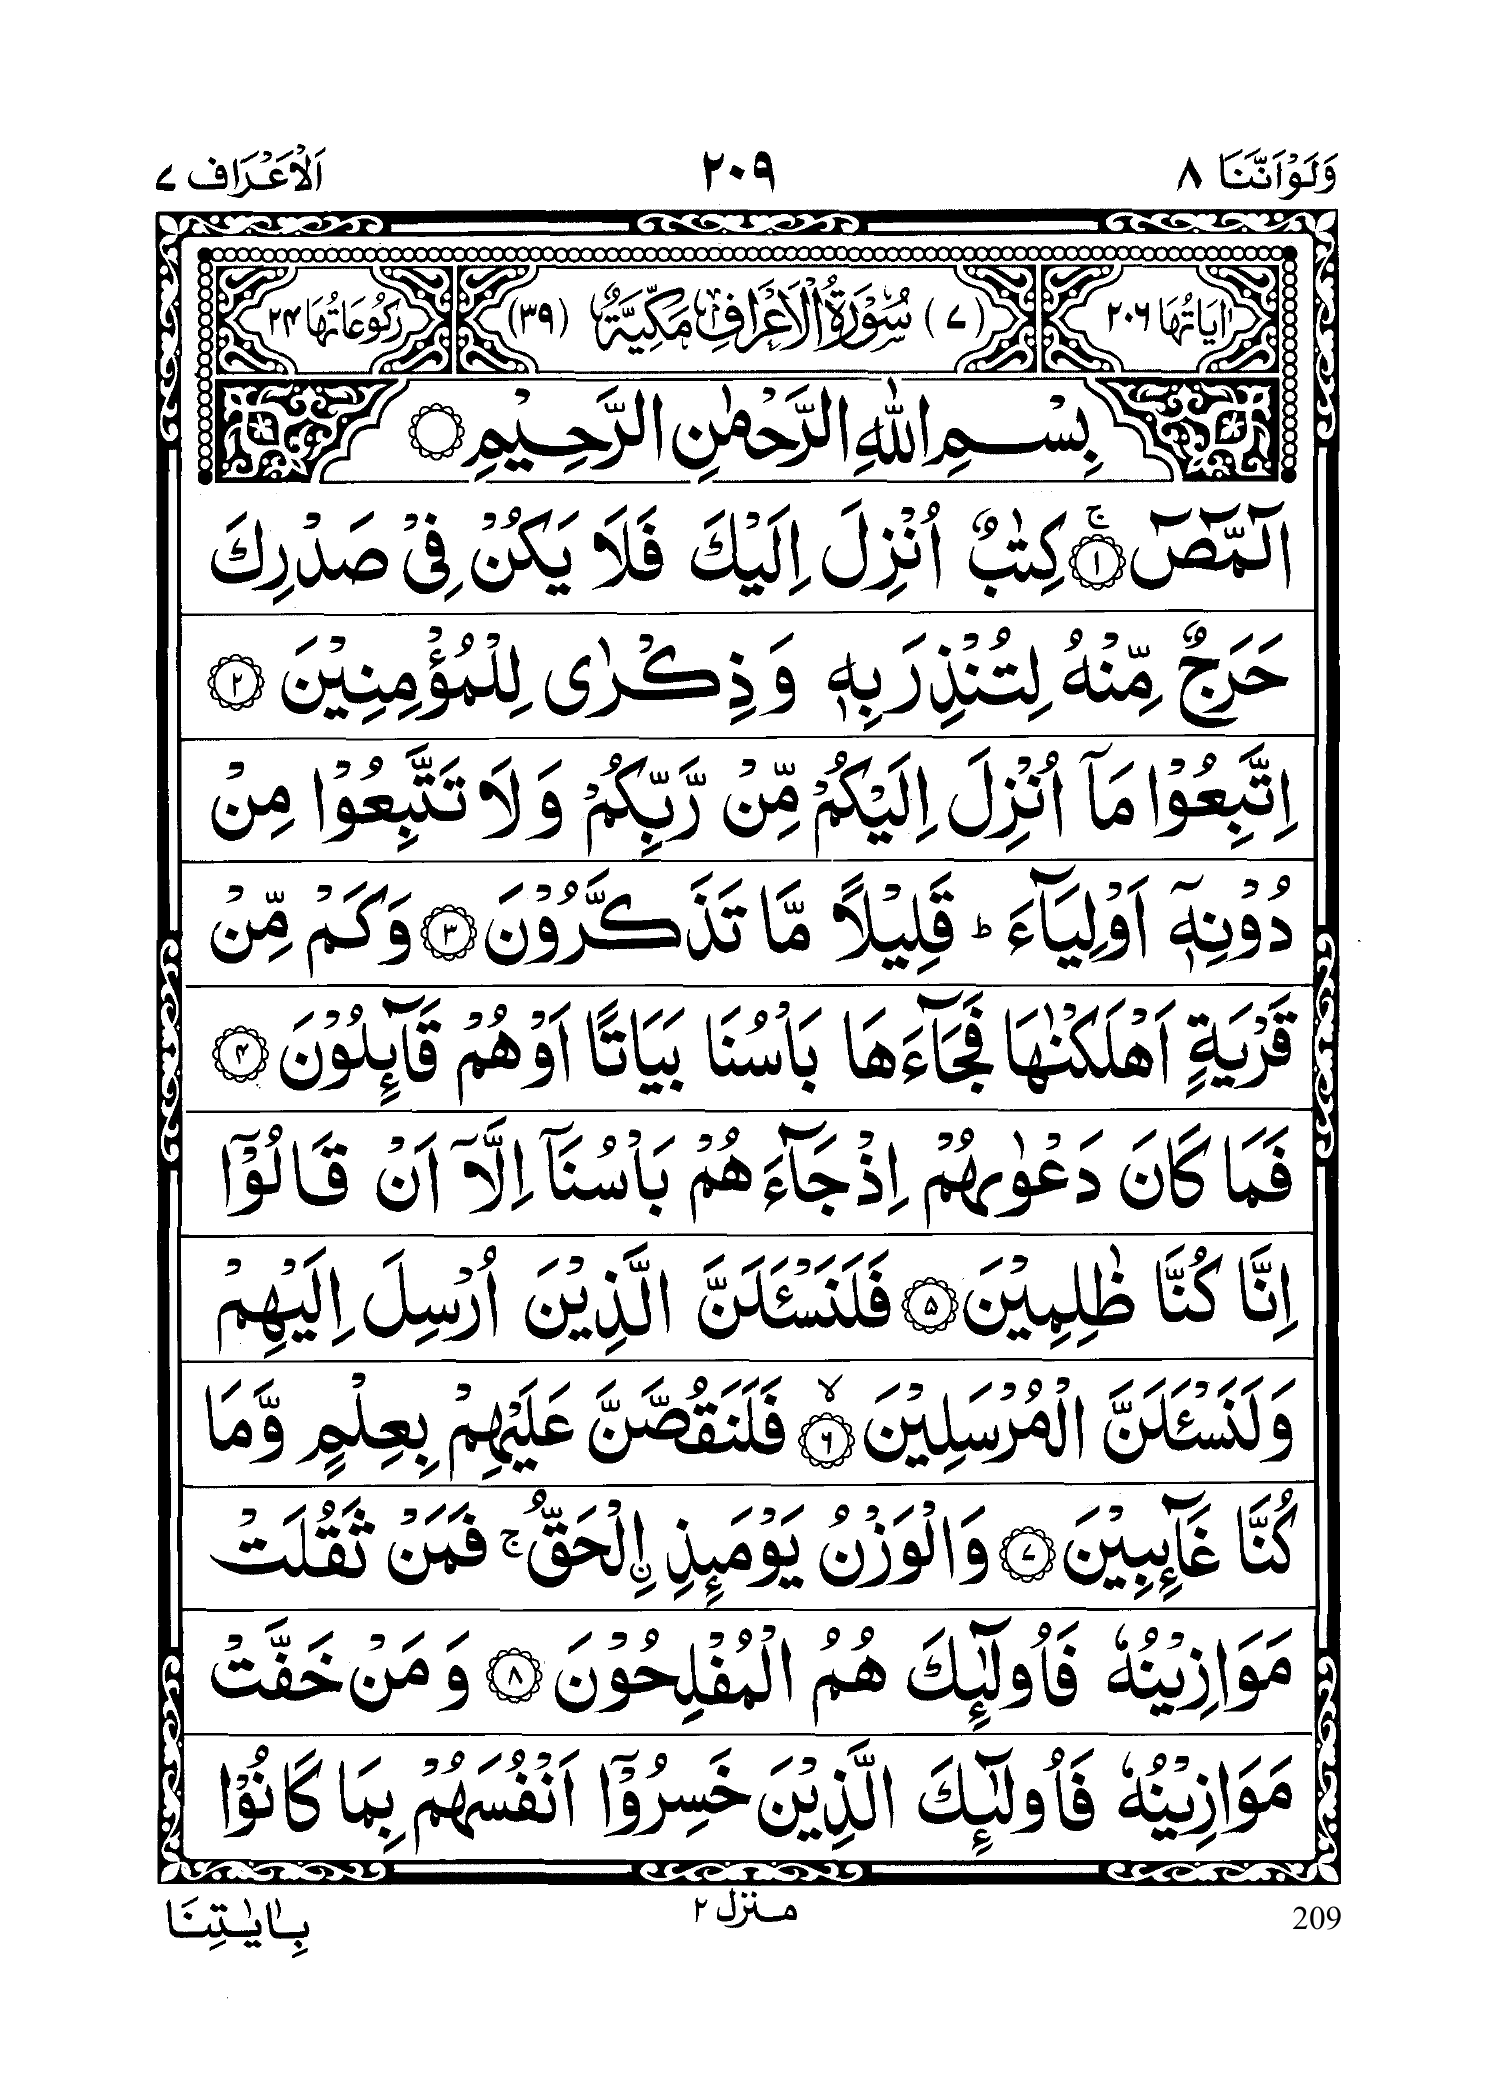 وَلَوْاَنَّنَا ٨
٢٠٩
اَلْاَعْرَاف ٧
اٰيَاتُهَا ٢٠٦
(٧) سُوْرَةُ الْاَعْرَافِ مَكِّيَّةٌ (٣٩)
رُكُوْعَاتُهَا ٢٤
بِسْمِ اللّٰهِ الرَّحْمٰنِ الرَّحِيْمِ
الٓمّٓصٓ ۚ‏﴿١﴾ كِتٰبٌ اُنْزِلَ اِلَيْكَ فَلَا يَكُنْ فِيْ صَدْرِكَ
حَرَجٌ مِّنْهُ لِتُنْذِرَ بِهٖ وَذِكْرٰى لِلْمُؤْمِنِيْنَ ﴿٢﴾
اِتَّبِعُوْا مَآ اُنْزِلَ اِلَيْكُمْ مِّنْ رَّبِّكُمْ وَلَا تَتَّبِعُوْا مِنْ
دُوْنِهٖٓ اَوْلِيَآءَ ؕ قَلِيْلًا مَّا تَذَكَّرُوْنَ ﴿٣﴾ وَكَمْ مِّنْ
قَرْيَةٍ اَهْلَكْنٰهَا فَجَآءَهَا بَاْسُنَا بَيَاتًا اَوْهُمْ قَآئِلُوْنَ ﴿٤﴾
فَمَا كَانَ دَعْوٰىهُمْ اِذْ جَآءَهُمْ بَاْسُنَآ اِلَّآ اَنْ قَالُوْٓا
اِنَّا كُنَّا ظٰلِمِيْنَ ﴿٥﴾ فَلَنَسْـَٔلَنَّ الَّذِيْنَ اُرْسِلَ اِلَيْهِمْ
وَلَنَسْـَٔلَنَّ الْمُرْسَلِيْنَ ۙ‏﴿٦﴾ فَلَنَقُصَّنَّ عَلَيْهِمْ بِعِلْمٍ وَّمَا
كُنَّا غَآئِبِيْنَ ﴿٧﴾ وَالْوَزْنُ يَوْمَئِذِ ۨالْحَقُّ ۚ فَمَنْ ثَقُلَتْ
مَوَازِيْنُهٗ فَاُولٰٓئِكَ هُمُ الْمُفْلِحُوْنَ ﴿٨﴾ وَمَنْ خَفَّتْ
مَوَازِيْنُهٗ فَاُولٰٓئِكَ الَّذِيْنَ خَسِرُوْٓا اَنْفُسَهُمْ بِمَا كَانُوْا
209
منزل ٢
بِاٰيٰتِنَا